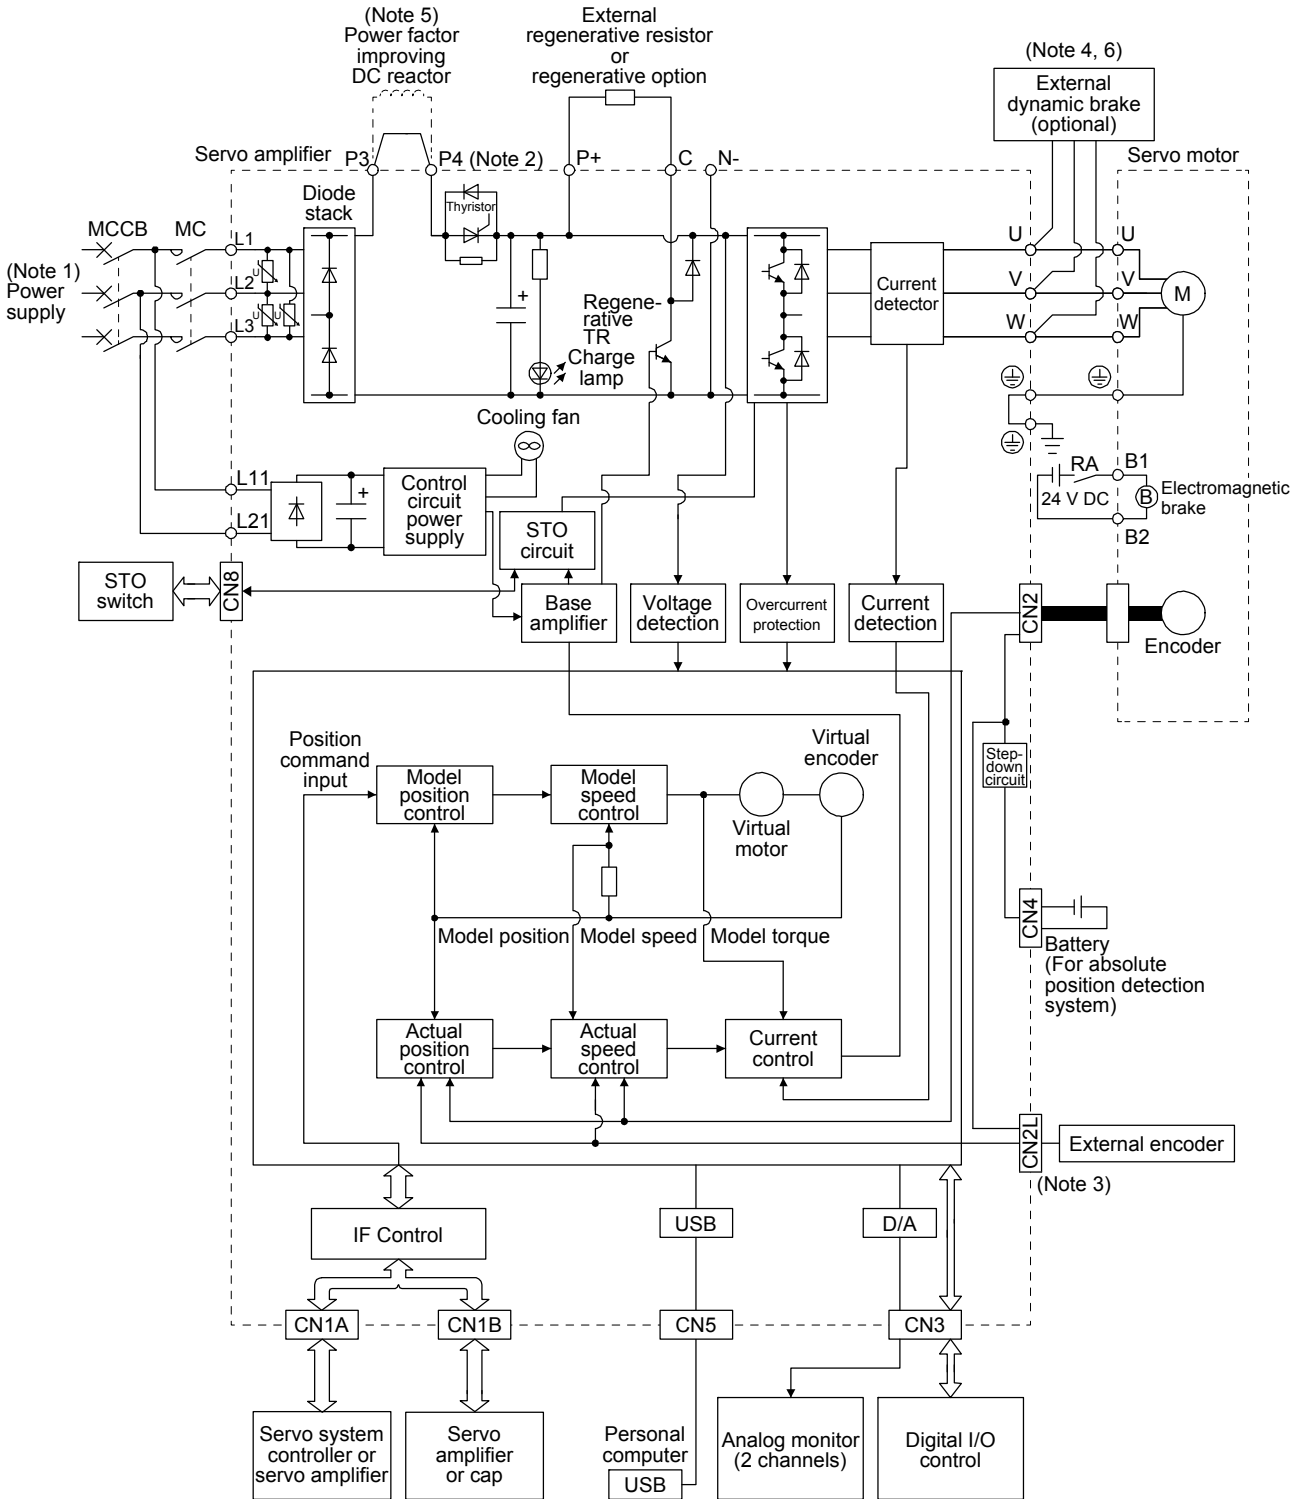 (Note 5)
Power factor
improving
DC reactor
External
regenerative resistor
or
regenerative option
(Note 4, 6)
External
dynamic brake
(optional)
Servo amplifier
P3
P4 (Note 2)
P+
C
N-
Servo motor
Diode
stack
Thyristor
MCCB
MC
L1
L2
L3
U
U
U
(Note 1)
Power
supply
+
Regene-
rative
TR
Charge
lamp
Current
detector
U
V
W
U
V
W
M
Cooling fan
L11
L21
+
Control
circuit
power
supply
STO
circuit
RA
24 V DC
B1
B
B2
Electromagnetic
brake
STO
switch
CN8
Base
amplifier
Voltage
detection
Overcurrent
protection
Current
detection
CN2
Encoder
Step-
down
circuit
Position
command
input
Model
position
control
Model
speed
control
Virtual
motor
Virtual
encoder
Model position
Model speed
Model torque
CN4
Battery
(For absolute
position detection
system)
Actual
position
control
Actual
speed
control
Current
control
CN2L
External encoder
(Note 3)
IF Control
USB
D/A
CN1A
CN1B
CN5
CN3
Servo system
controller or
servo amplifier
Servo
amplifier
or cap
Personal
computer
USB
Analog monitor
(2 channels)
Digital I/O
control